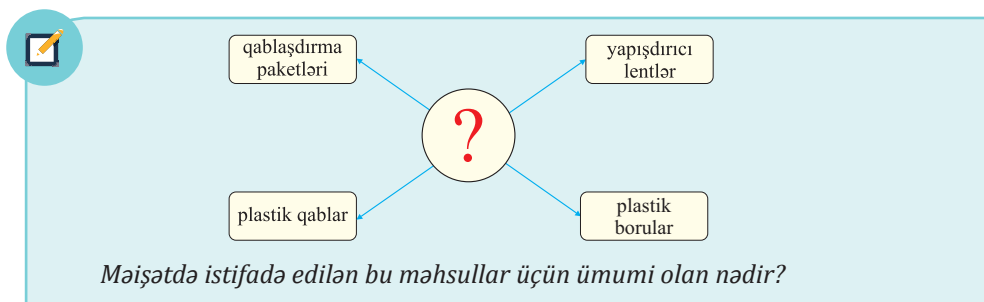 qablaşdırma
paketləri
yapışdırıcı
lentlər
?
plastik qablar
plastik
borular
Məişətdə istifadə edilən bu məhsullar üçün ümumi olan nədir?